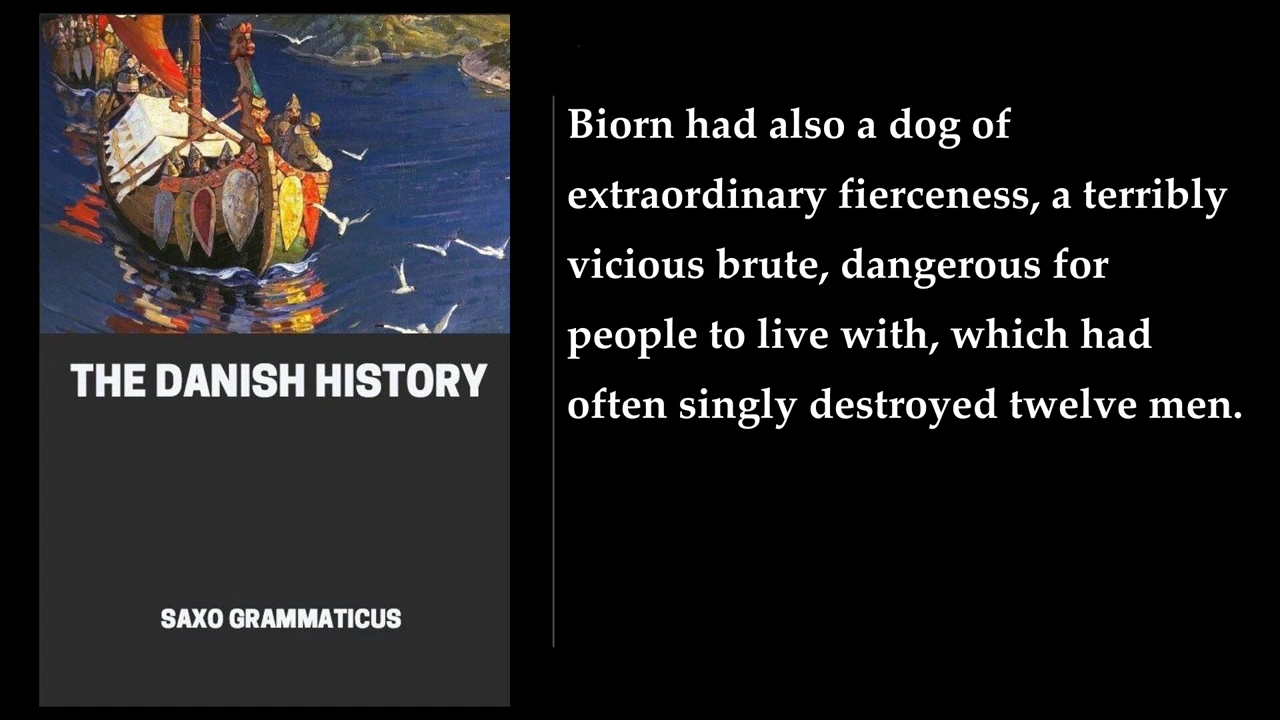 THE DANISH HISTORY
SAXO GRAMMATICUS
Biorn had also a dog of
extraordinary fierceness, a terribly
vicious brute, dangerous for
people to live with, which had
often singly destroyed twelve men.